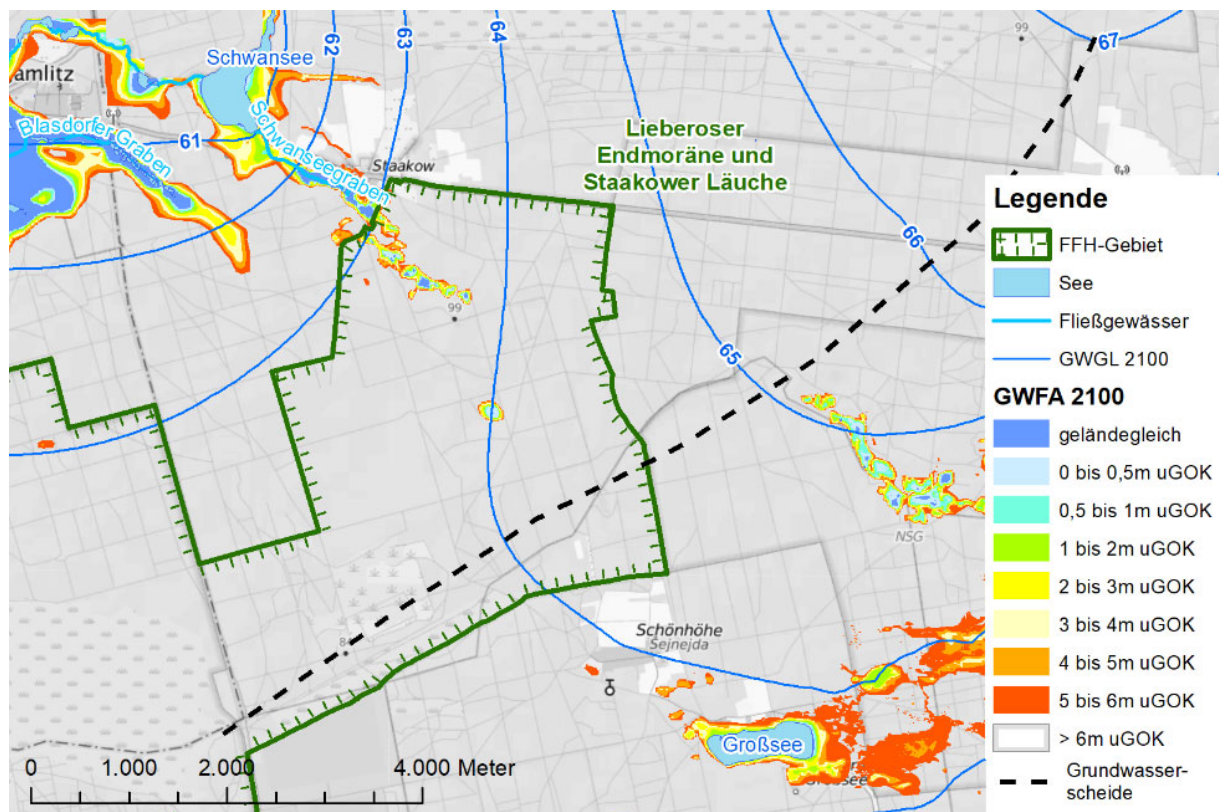 99
67
64
63
62
Schwansee
amlitz
61
Blasdorfer Graben
Schwanseegraben
Staakow
Lieberoser
Endmoräne und
Staakower Läuche
66
99
65
NSG
Schönhöhe
Sejnejda
Großsee
0 1.000 2.000 4.000 Meter
Legende
FFH-Gebiet
See
Fließgewässer
GWGL 2100
GWFA 2100
geländegleich
0 bis 0,5m uGOK
0,5 bis 1m uGOK
1 bis 2m uGOK
2 bis 3m uGOK
3 bis 4m uGOK
4 bis 5m uGOK
5 bis 6m uGOK
> 6m uGOK
Grundwasser-
scheide